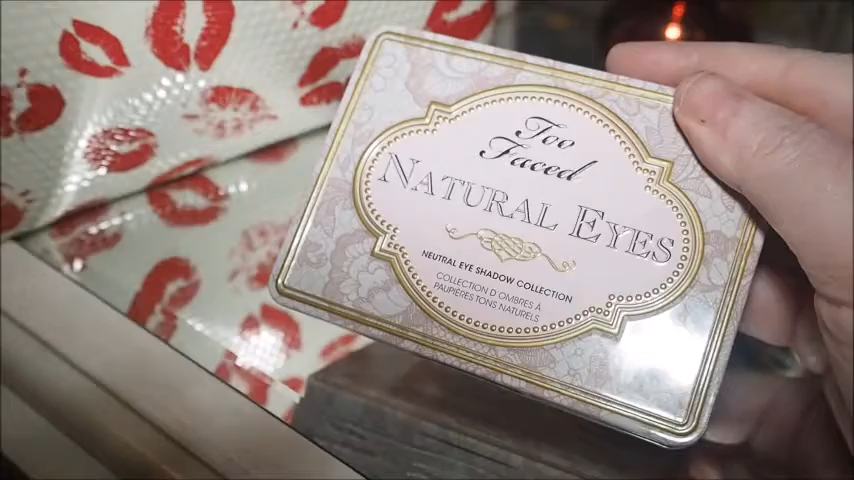 Too
Faced
NATURAL EYES
NEUTRAL EYE SHADOW COLLECTION
COLLECTION D'OMBRES À
PAUPIÈRES TONS NATURELS